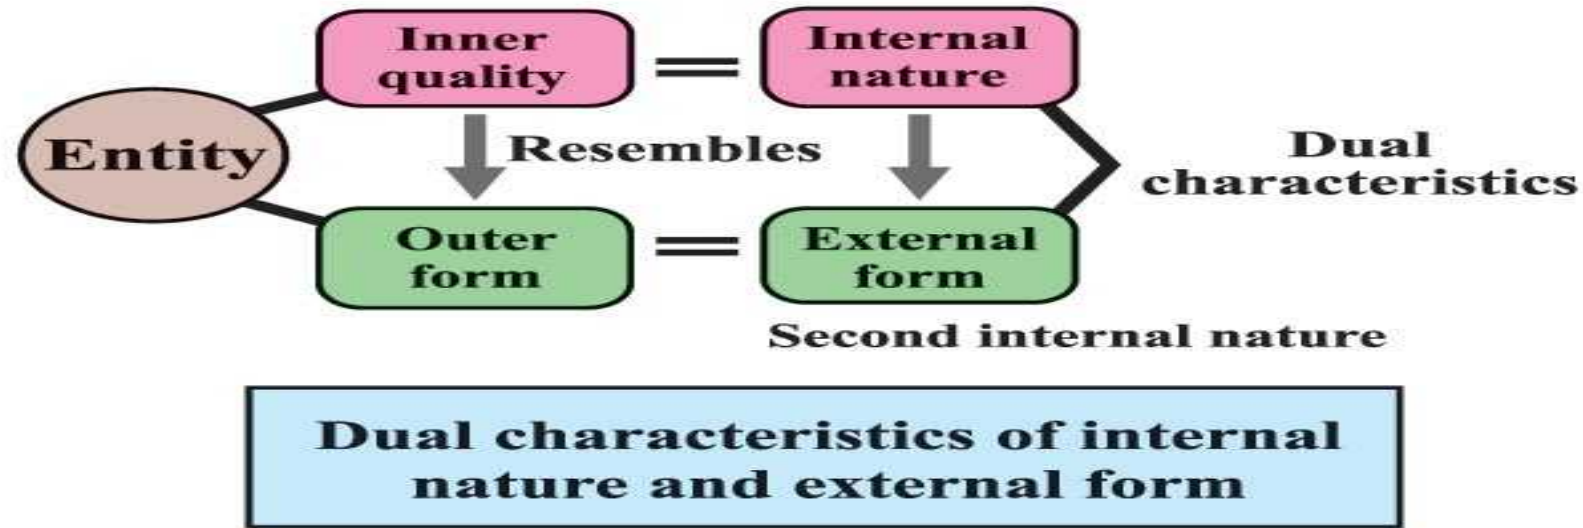 Inner
quality
=
Internal
nature
Entity
Resembles
Dual
characteristics
Outer
form
=
External
form
Second internal nature
Dual characteristics of internal
nature and external form